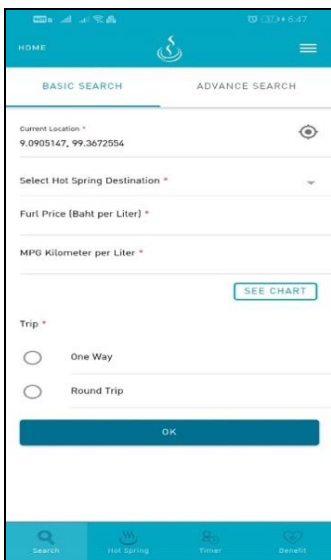 6:47
HOME
BASIC SEARCH ADVANCE SEARCH
Current Location *
9.0905147, 99.3672554
Select Hot Spring Destination *
Furl Price (Baht per Liter) *
MPG Kilometer per Liter *
SEE CHART
Trip *
One Way
Round Trip
OK
Search Hot Spring Timer Benefit